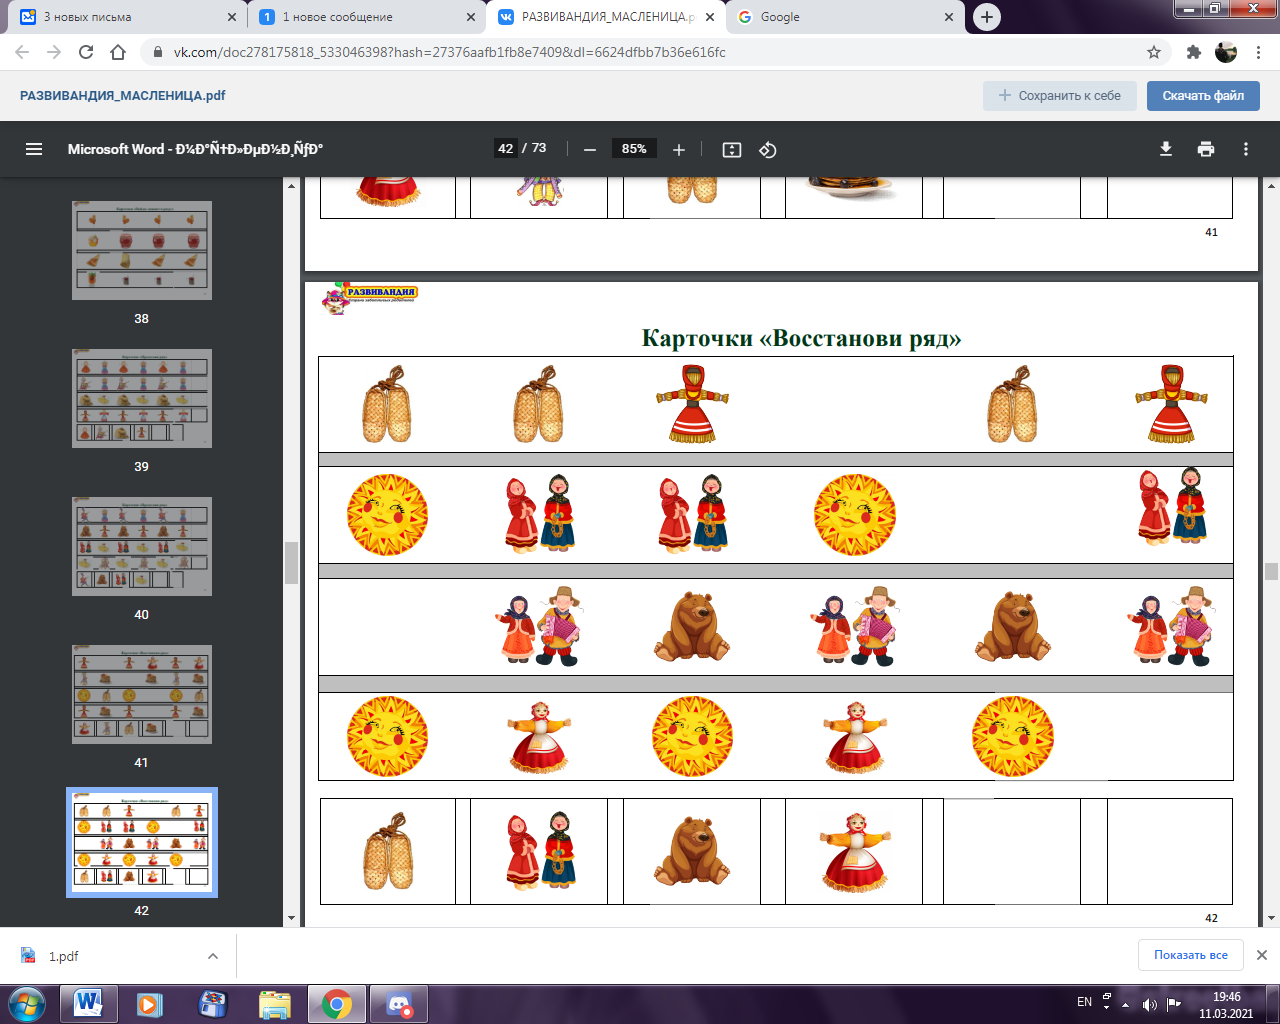 3 новых письма
1 новое сообщение
РАЗВИВАНДИЯ_МАСЛЕНИЦА.p
Google
vk.com/doc278175818_533046398?hash=27376aafb1fb8e7409&dl=6624dfbb7b36e616fc
РАЗВИВАНДИЯ_МАСЛЕНИЦА.pdf
Сохранить к себе
Скачать файл
Microsoft Word - Ð¼Ð°ÑÐ»ÐµÐ½Ð¸ÑƒÐ°
42 / 73
85%
38
39
40
41
42
41
РАЗВИВАНДИЯ
Карточки «Восстанови ряд»
42
1.pdf
Показать все
EN
19:46
11.03.2021